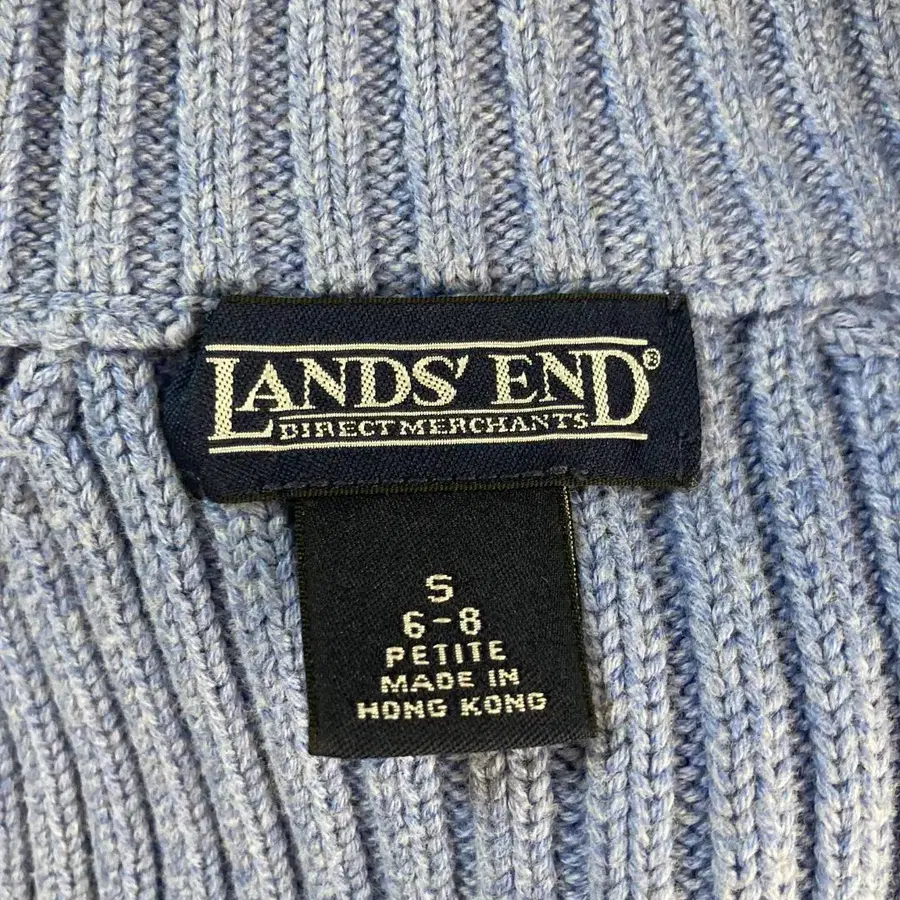 LANDS' END®
DIRECT MERCHANTS
S
6-8
PETITE
MADE IN
HONG KONG